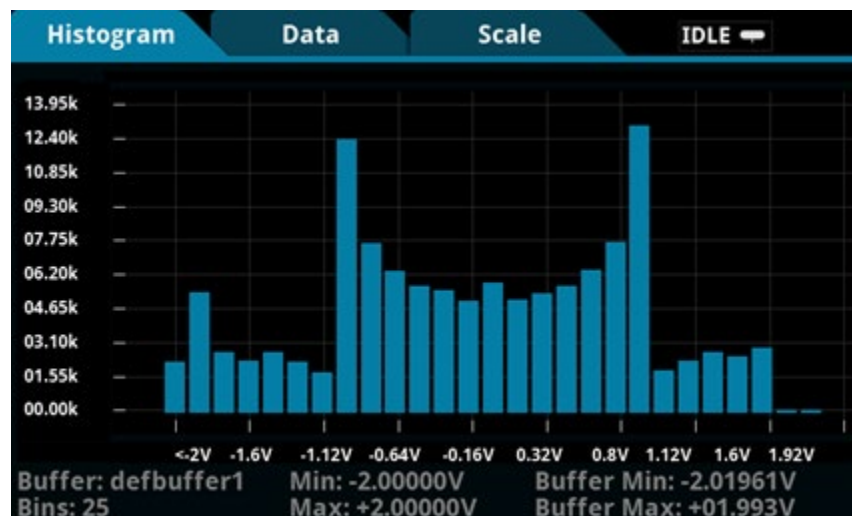 Histogram Data Scale IDLE
13.95k
12.40k
10.85k
09.30k
07.75k
06.20k
04.65k
03.10k
01.55k
00.00k
<-2V -1.6V -1.12V -0.64V -0.16V 0.32V 0.8V 1.12V 1.6V 1.92V
Buffer: defbuffer1 Min: -2.00000V Buffer Min: -2.01961V
Bins: 25 Max: +2.00000V Buffer Max: +01.993V